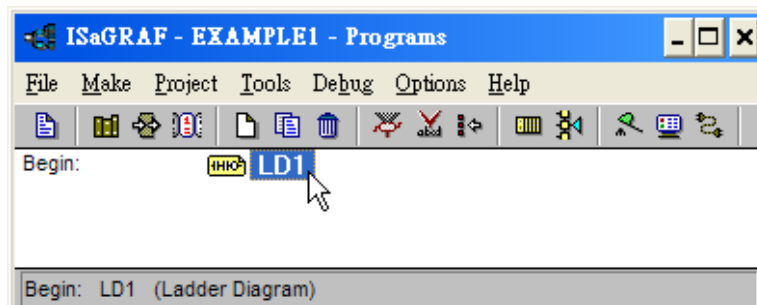 ISaGRAF - EXAMPLE1 - Programs
File Make Project Tools Debug Options Help
Begin: LD1
Begin: LD1 (Ladder Diagram)